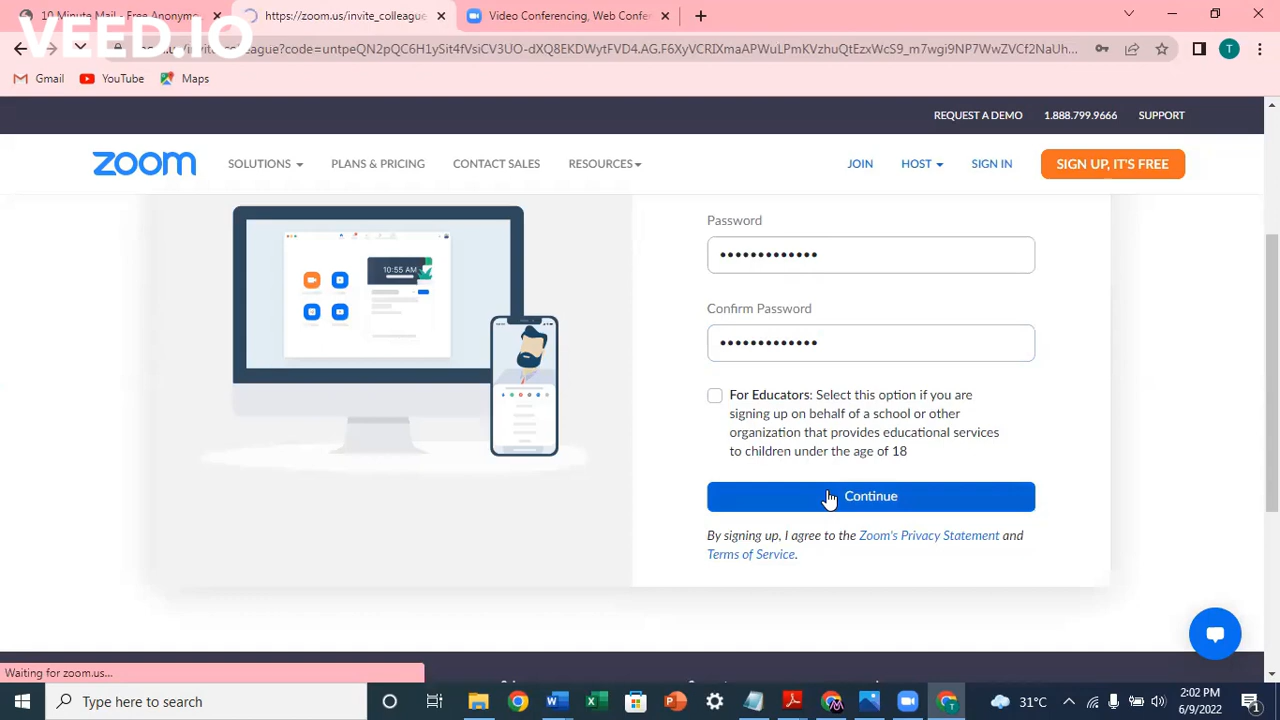 10 Minute Mail - Free Anonyme
https://zoom.us/invite_colleague
Video Conferencing, Web Confe
VEED.IO
Gmail
YouTube
Maps
REQUEST A DEMO
1.888.799.9666
SUPPORT
zoom
SOLUTIONS
PLANS & PRICING
CONTACT SALES
RESOURCES
JOIN
HOST
SIGN IN
SIGN UP, IT'S FREE
10:55 AM
Password
•••••••••••••
Confirm Password
•••••••••••••
For Educators: Select this option if you are
signing up on behalf of a school or other
organization that provides educational services
to children under the age of 18
Continue
By signing up, I agree to the Zoom's Privacy Statement and
Terms of Service.
Waiting for zoom.us...
Type here to search
31°C
2:02 PM
6/9/2022